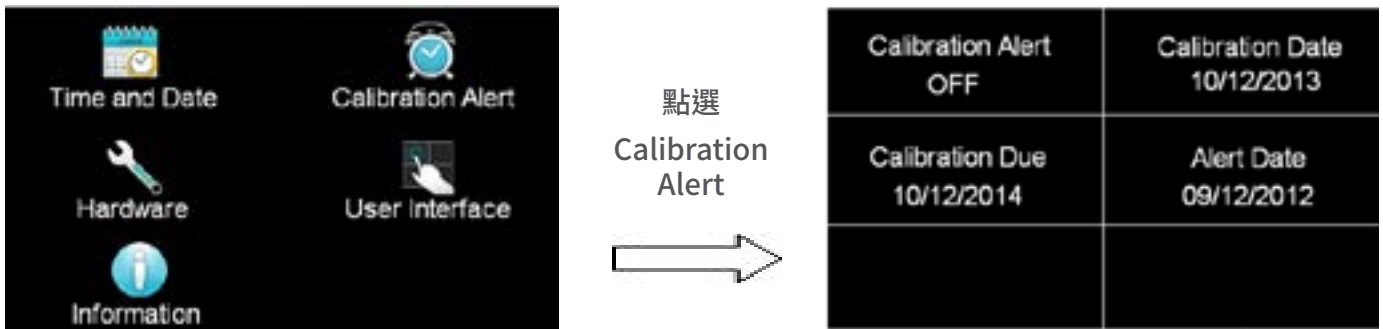 Time and Date
Calibration Alert
Hardware
User Interface
Information
點選
Calibration
Alert
Calibration Alert
OFF
Calibration Date
10/12/2013
Calibration Due
10/12/2014
Alert Date
09/12/2012